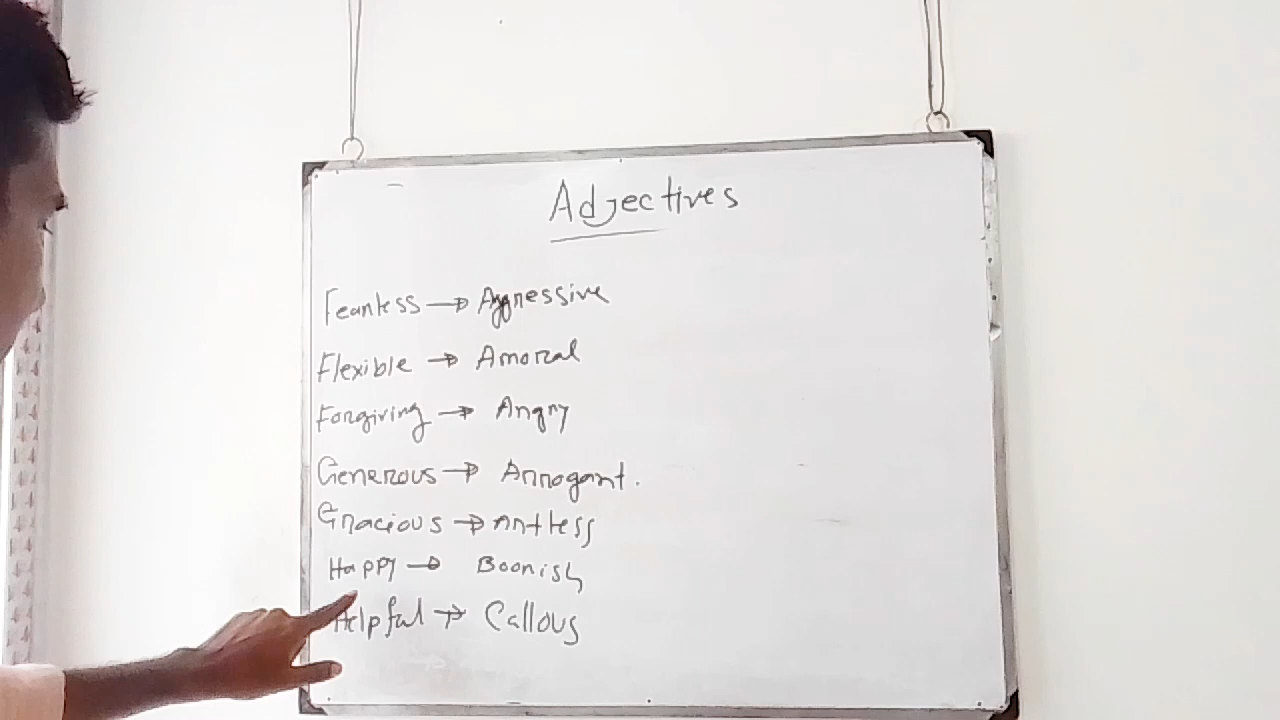 Adjectives
Fearless → Aggressive
Flexible → Amoral
Forgiving → Angry
Generous → Arrogant.
Gracious → Artless
Happy → Boorish
Helpful → Callous